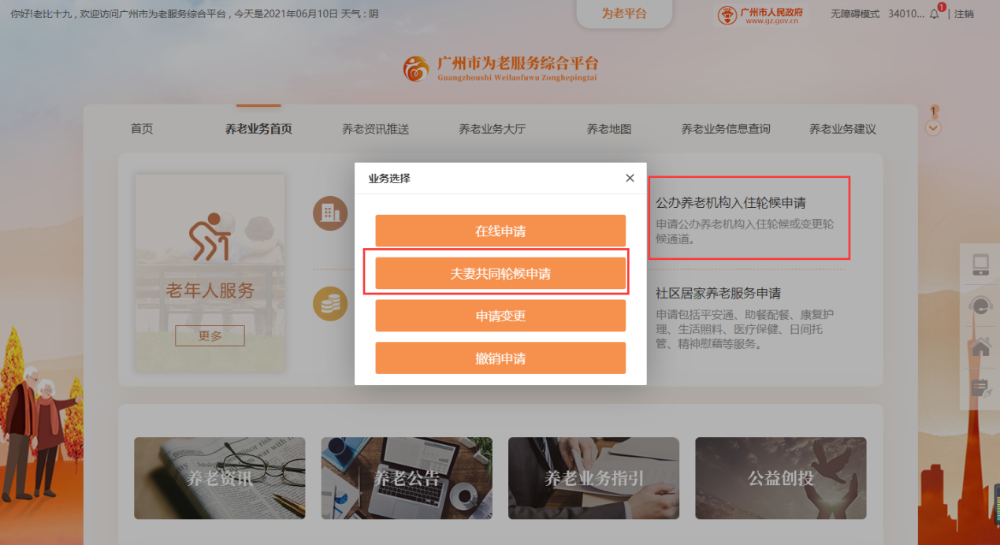 你好!老比十九 , 欢迎访问广州市为老服务综合平台 , 今天是2021年06月10日 天气 : 阴
为老平台
广州市人民政府
www.gz.gov.cn
无障碍模式
34010...
1
注销
广州市为老服务综合平台
Guangzhoushi Weilaofuwu Zonghepingtai
首页
养老业务首页
养老资讯推送
养老业务大厅
养老地图
养老业务信息查询
养老业务建议
1
业务选择
在线申请
夫妻共同轮候申请
申请变更
撤销申请
老年人服务
更多
公办养老机构入住轮候申请
申请公办养老机构入住轮候或变更轮
候通道。
社区居家养老服务申请
申请包括平安通、助餐配餐、康复护
理、生活照料、医疗保健、日间托
管、精神慰藉等服务。
养老资讯
养老公告
养老业务指引
公益创投